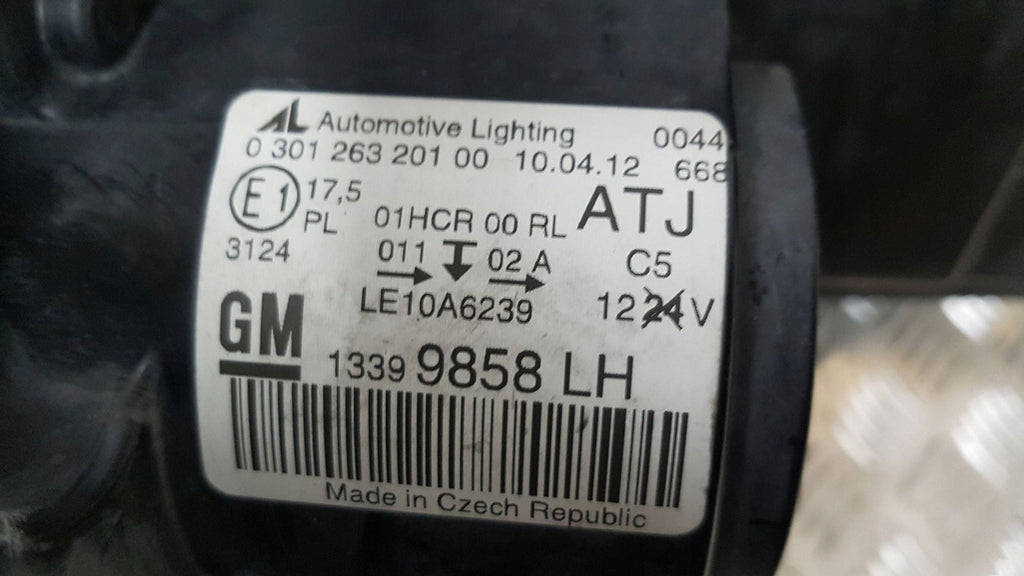 AL Automotive Lighting 0044
0 301 263 201 00 10.04.12 668
E1 17,5 ATJ
PL 01HCR 00 RL
3124 011 02 A C5
LE10A6239 12 24 V
GM
1339 9858 LH
Made in Czech Republic